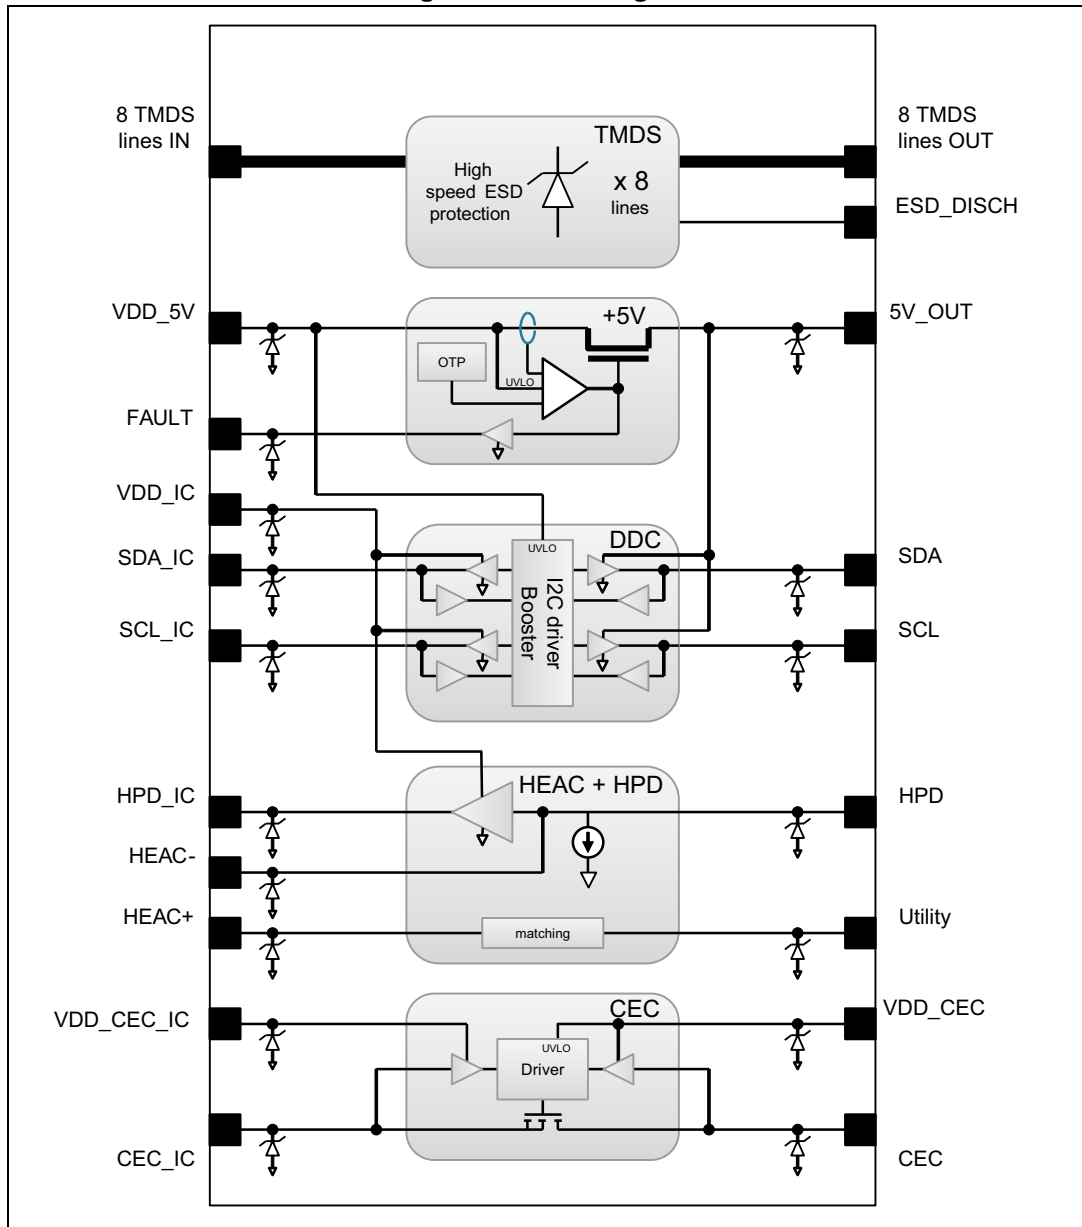 8 TMDS
lines IN
8 TMDS
lines OUT
TMDS
High
speed ESD
protection
x 8
lines
ESD_DISCH
VDD_5V
+5V
5V_OUT
OTP
UVLO
FAULT
VDD_IC
DDC
UVLO
SDA_IC
SDA
I2C driver
Booster
SCL_IC
SCL
HEAC + HPD
HPD_IC
HPD
HEAC-
HEAC+
Utility
matching
CEC
VDD_CEC_IC
VDD_CEC
UVLO
Driver
CEC_IC
CEC